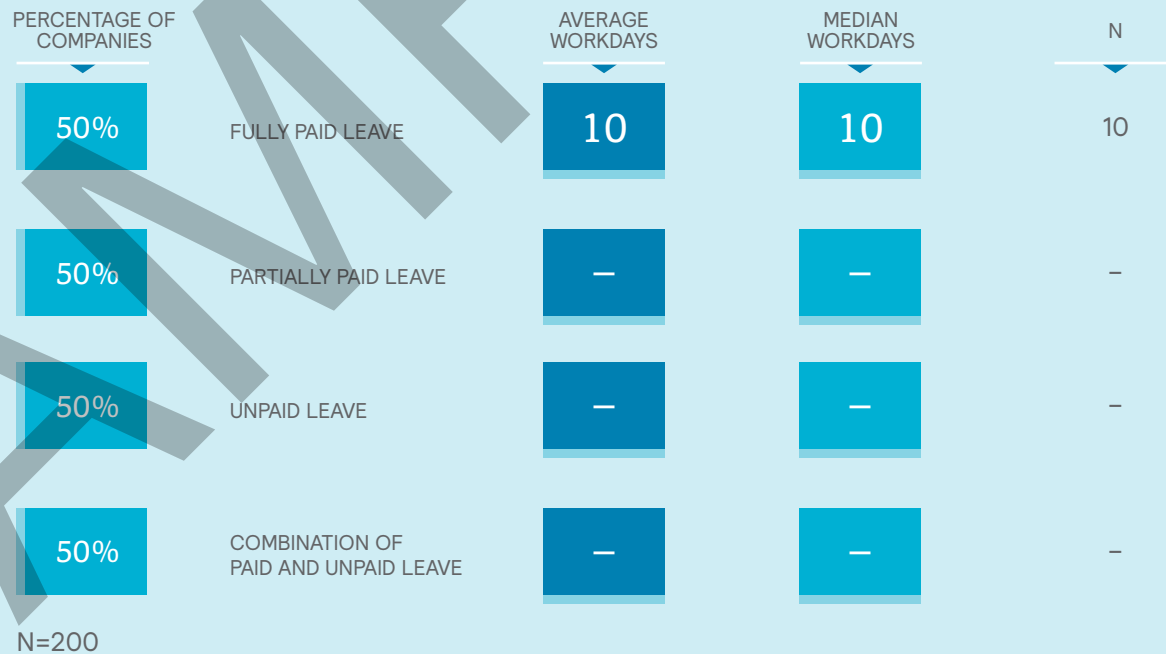 PERCENTAGE OF
COMPANIES
AVERAGE
WORKDAYS
MEDIAN
WORKDAYS
N
50%
FULLY PAID LEAVE
10
10
10
50%
PARTIALLY PAID LEAVE
–
–
–
50%
UNPAID LEAVE
–
–
–
50%
COMBINATION OF
PAID AND UNPAID LEAVE
–
–
–
N=200